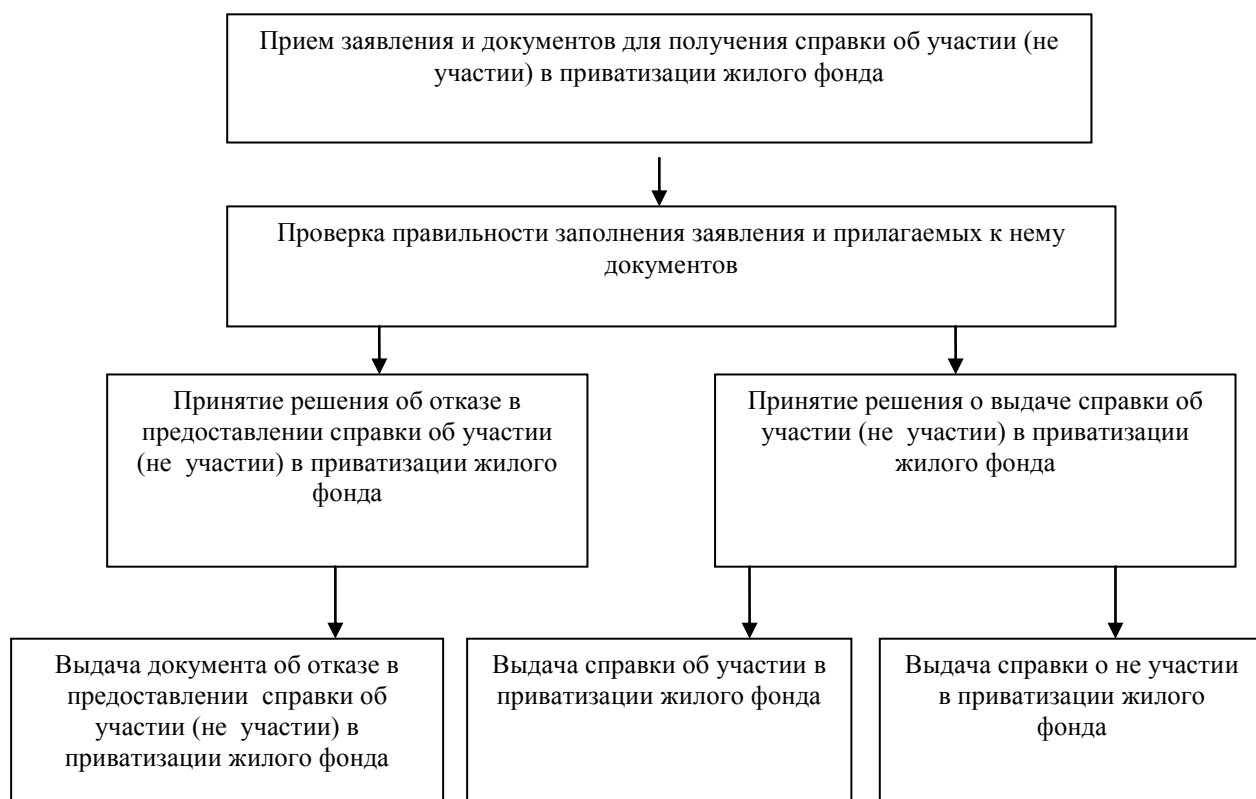 Прием заявления и документов для получения справки об участии (не
участии) в приватизации жилого фонда
Проверка правильности заполнения заявления и прилагаемых к нему
документов
Принятие решения об отказе в
предоставлении справки об участии
(не  участии) в приватизации жилого
фонда
Принятие решения о выдаче справки об
участии (не  участии) в приватизации
жилого фонда
Выдача документа об отказе в
предоставлении  справки об
участии (не  участии) в
приватизации жилого фонда
Выдача справки об участии в
приватизации жилого фонда
Выдача справки о не участии
в приватизации жилого
фонда